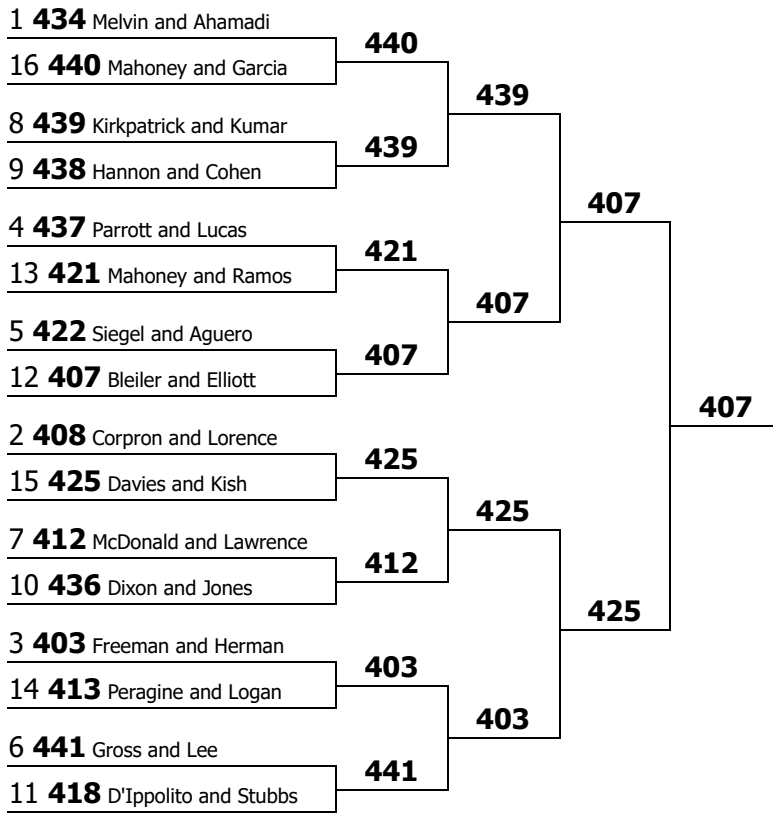 1 434 Melvin and Ahamadi
440
16 440 Mahoney and Garcia
439
8 439 Kirkpatrick and Kumar
439
9 438 Hannon and Cohen
407
4 437 Parrott and Lucas
421
13 421 Mahoney and Ramos
407
5 422 Siegel and Aguero
407
12 407 Bleiler and Elliott
407
2 408 Corpron and Lorence
425
15 425 Davies and Kish
425
7 412 McDonald and Lawrence
412
10 436 Dixon and Jones
425
3 403 Freeman and Herman
403
14 413 Peragine and Logan
403
6 441 Gross and Lee
441
11 418 D'Ippolito and Stubbs